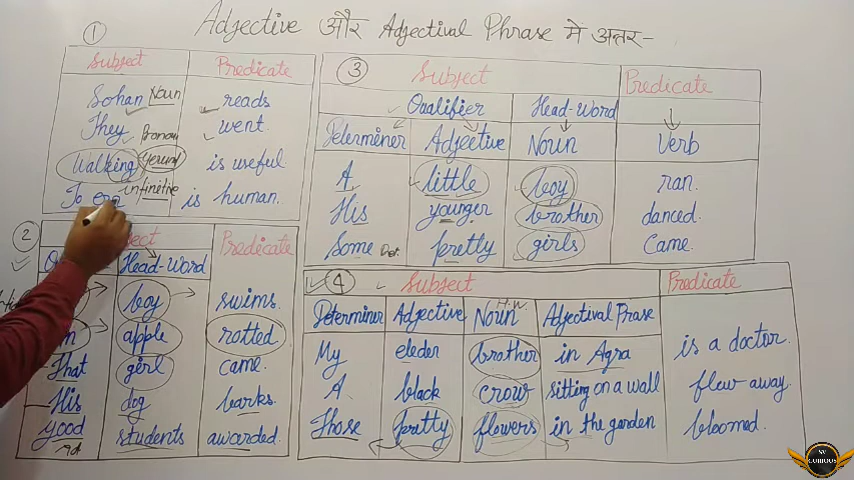 Adjective और Adjectival Phrase में अन्तर-
①
Subject Predicate
Sohan Noun reads
They Pronoun went
Walking Gerund is useful
To err infinitive is human.
②
Head-Word Predicate
boy swims
apple rotted
That girl came
His dog barks
good students awarded
③
Subject Predicate
Qualifier Head-Word
Determiner Adjective Noun Verb
A little boy ran.
His younger brother danced.
Some Det. pretty girls Came.
④
Subject Predicate
H.W.
Determiner Adjective Noun Adjectival Prase
My eleder brother in Agra is a doctor.
A black crow sitting on a wall flew away.
Those pretty flowers in the garden bloomed.
NV
CURIOUS